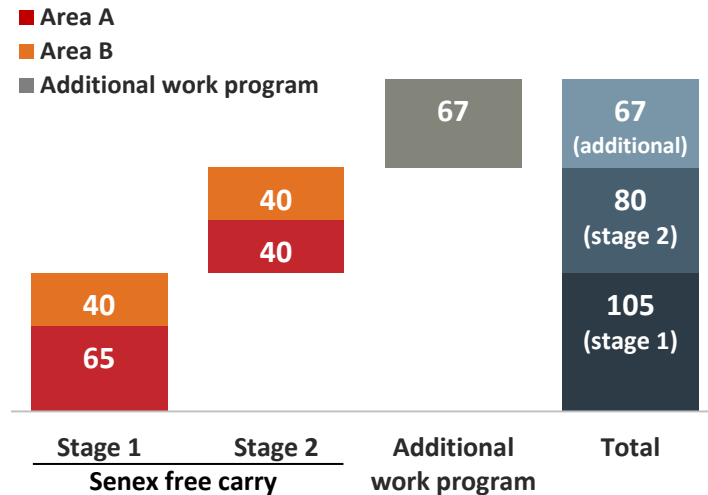 Area A
Area B
Additional work program
67
67
(additional)
40
40
80
(stage 2)
40
65
105
(stage 1)
Stage 1
Stage 2
Additional
work program
Total
Senex free carry